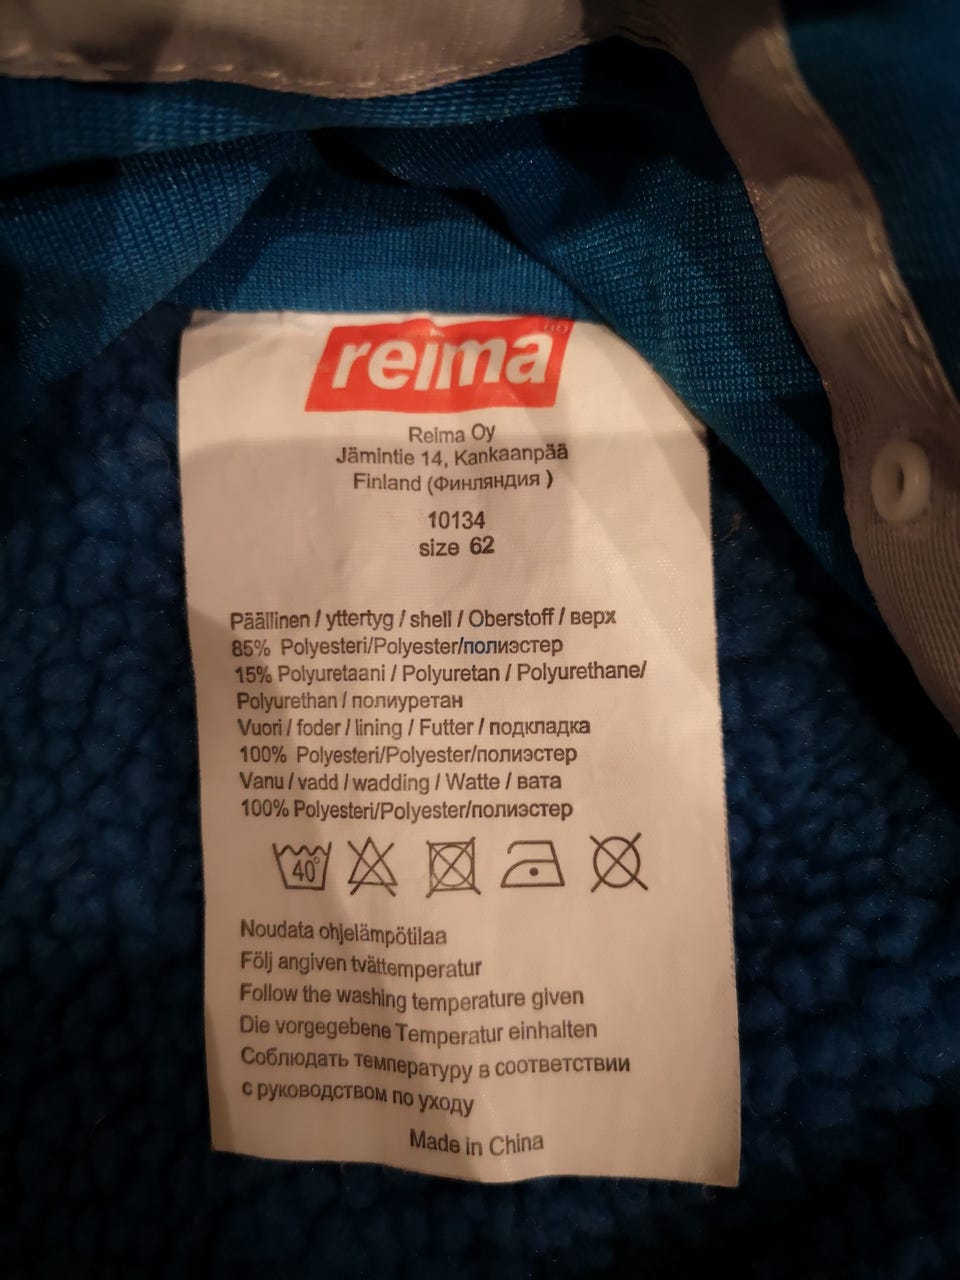 reima
Reima Oy
Jämintie 14, Kankaanpää
Finland (Финляндия )
10134
size 62
Päällinen / yttertyg / shell / Oberstoff / верх
85% Polyesteri/Polyester/полиэстер
15% Polyuretaani / Polyuretan / Polyurethane/
Polyurethan / полиуретан
Vuori / foder / lining / Futter / подкладка
100% Polyesteri/Polyester/полиэстер
Vanu / vadd / wadding / Watte / вата
100% Polyesteri/Polyester/полиэстер
40°
Noudata ohjelämpötilaa
Följ angiven tvättemperatur
Follow the washing temperature given
Die vorgegebene Temperatur einhalten
Соблюдать температуру в соответствии
с руководством по уходу
Made in China